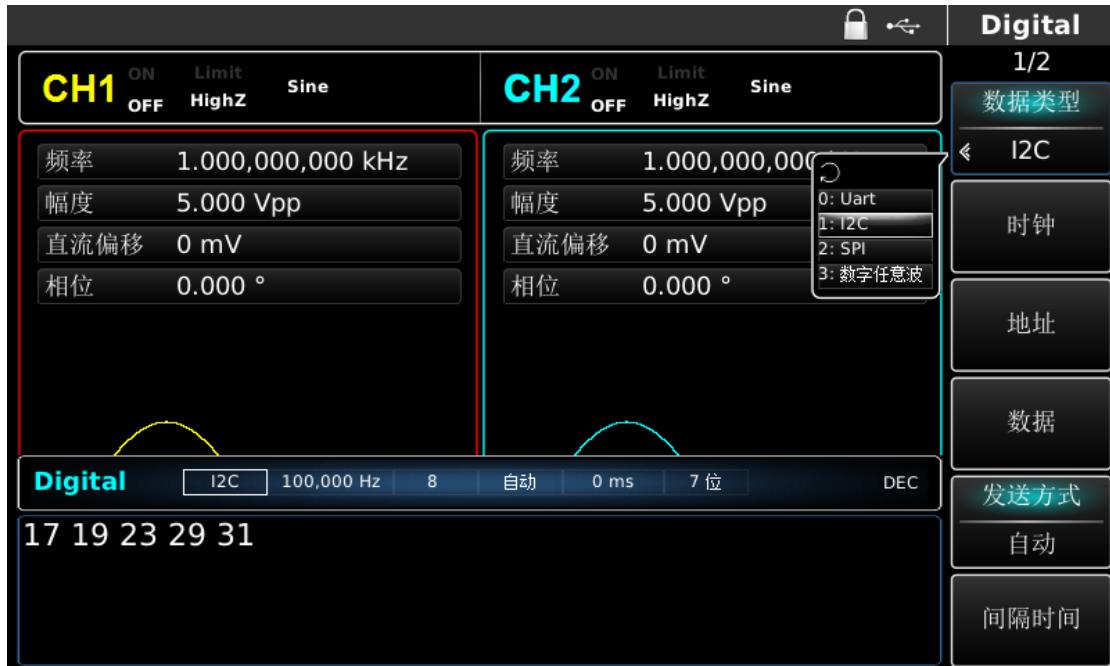 Digital
1/2
CH1 ON OFF Limit HighZ Sine
CH2 ON OFF Limit HighZ Sine
频率 1.000,000,000 kHz
幅度 5.000 Vpp
直流偏移 0 mV
相位 0.000 °
频率 1.000,000,000
幅度 5.000 Vpp
直流偏移 0 mV
相位 0.000 °
0: Uart
1: I2C
2: SPI
3: 数字任意波
Digital I2C 100,000 Hz 8 自动 0 ms 7 位 DEC
17 19 23 29 31
数据类型
I2C
时钟
地址
数据
发送方式
自动
间隔时间